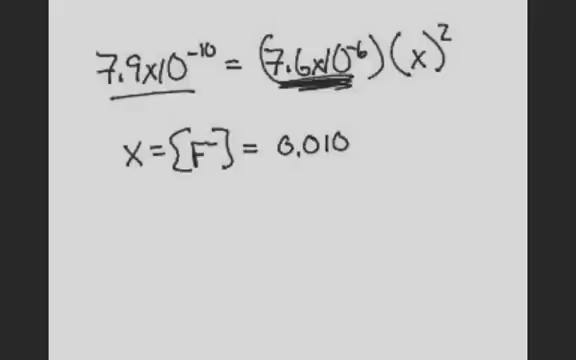 7.9x10⁻¹⁰ = (7.6x10⁻⁶)(x)²
x = [F⁻] = 0.010